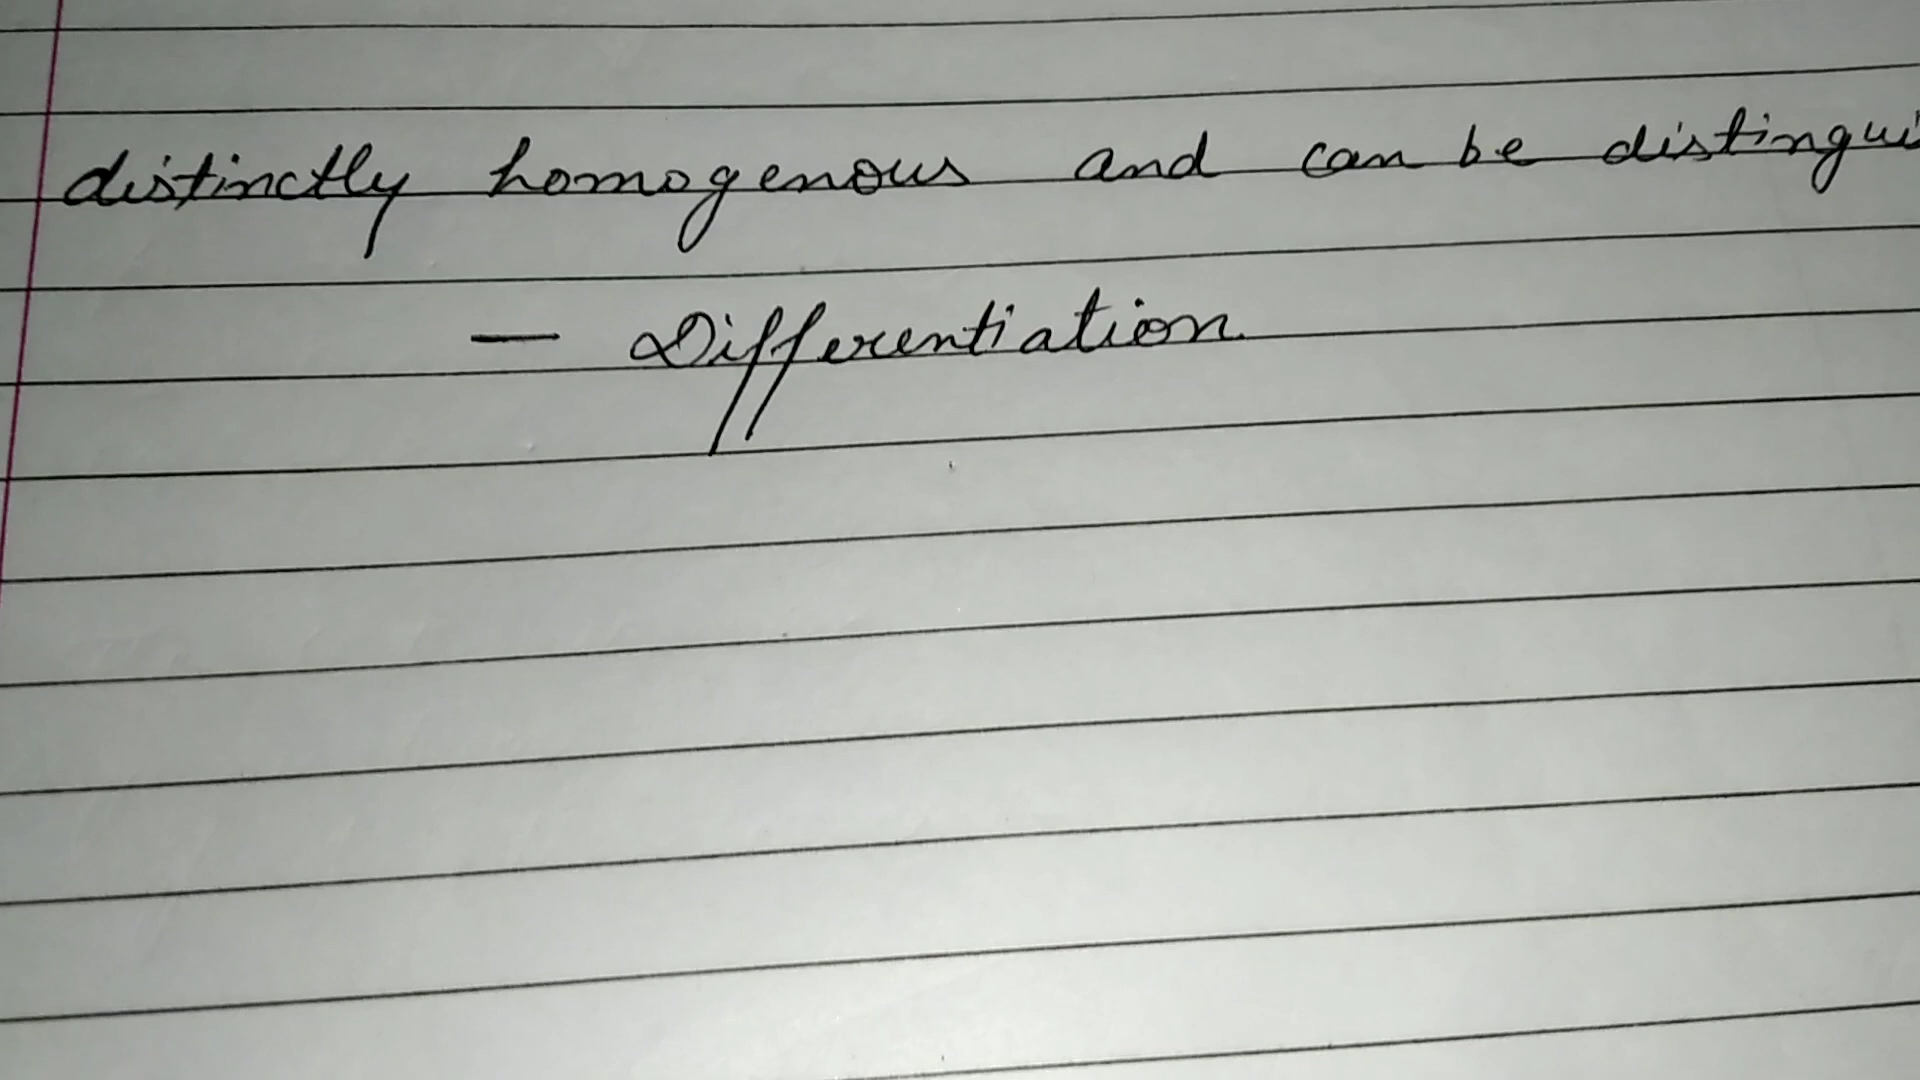 distinctly homogenous and can be distingui
— Differentiation